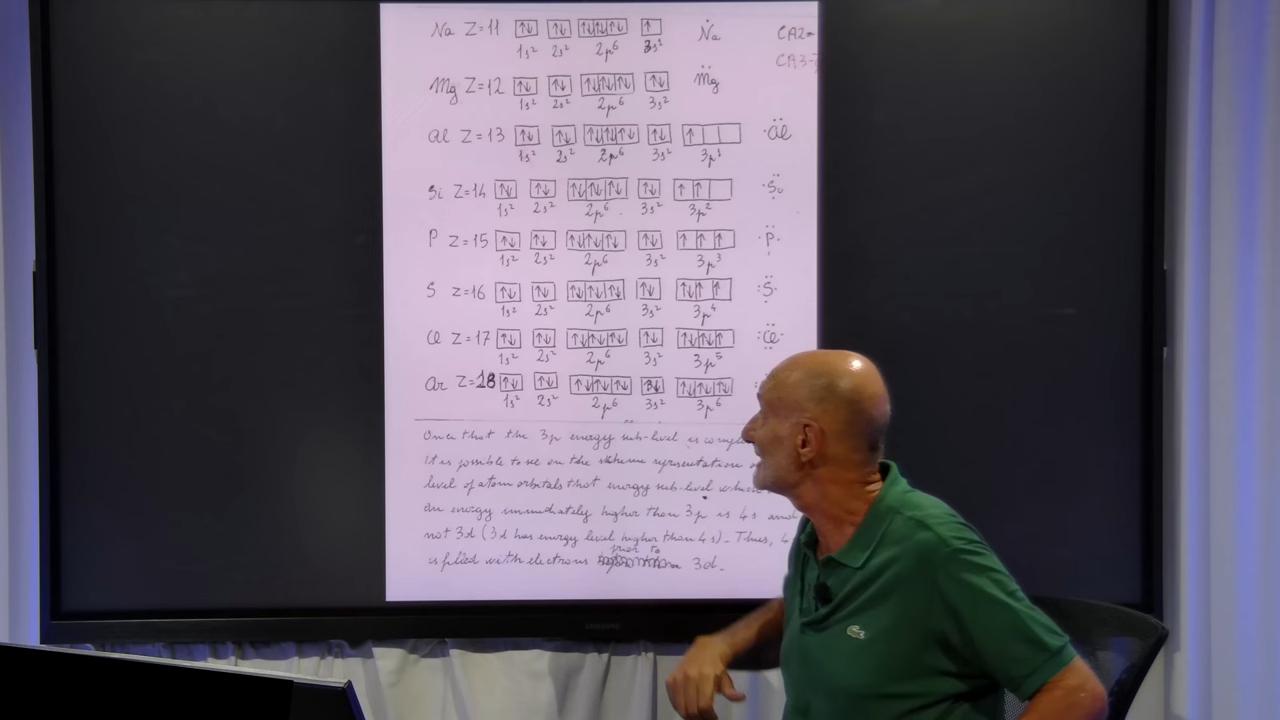 Na Z=11 ↑↓ ↑↓ ↑↓↑↓↑↓ ↑ Na CA2=
1s² 2s² 2p⁶ 3s¹ CA3-
Mg Z=12 ↑↓ ↑↓ ↑↓↑↓↑↓ ↑↓ Mg
1s² 2s² 2p⁶ 3s²
Al Z=13 ↑↓ ↑↓ ↑↓↑↓↑↓ ↑↓ ↑ Al
1s² 2s² 2p⁶ 3s² 3p¹
Si Z=14 ↑↓ ↑↓ ↑↓↑↓↑↓ ↑↓ ↑↑ Si
1s² 2s² 2p⁶ 3s² 3p²
P Z=15 ↑↓ ↑↓ ↑↓↑↓↑↓ ↑↓ ↑↑↑ P
1s² 2s² 2p⁶ 3s² 3p³
S Z=16 ↑↓ ↑↓ ↑↓↑↓↑↓ ↑↓ ↑↓↑↑ S
1s² 2s² 2p⁶ 3s² 3p⁴
Cl Z=17 ↑↓ ↑↓ ↑↓↑↓↑↓ ↑↓ ↑↓↑↓↑ Cl
1s² 2s² 2p⁶ 3s² 3p⁵
Ar Z=18 ↑↓ ↑↓ ↑↓↑↓↑↓ ↑↓ ↑↓↑↓↑↓
1s² 2s² 2p⁶ 3s² 3p⁶
Once that the 3p energy sub-level is
it is possible to see on the scheme representation
level of atom orbitals that energy sub-level
an energy immediately higher than 3p is 4s and
not 3d (3d has energy level higher than 4s)- Thus, 4
is filled with electrons prior to 3d.
SAMSUNG